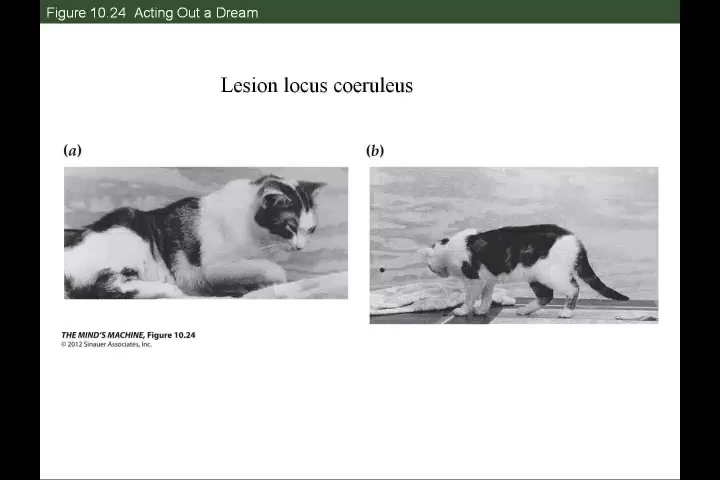 Figure 10.24 Acting Out a Dream
Lesion locus coeruleus
(a)
(b)
THE MIND'S MACHINE, Figure 10.24
© 2012 Sinauer Associates, Inc.